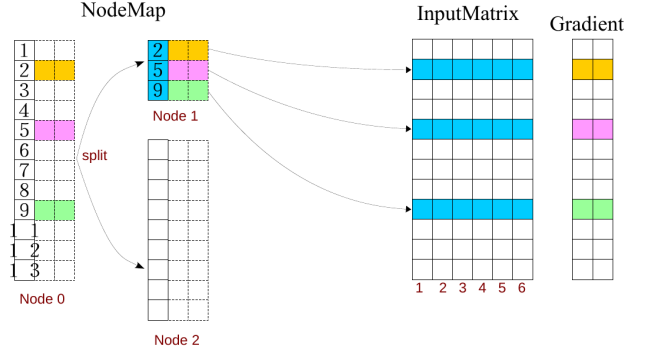 NodeMap
InputMatrix
Gradient
1
2
3
4
5
6
7
8
9
1 1
1 2
1 3
Node 0
split
2
5
9
Node 1
Node 2
1 2 3 4 5 6